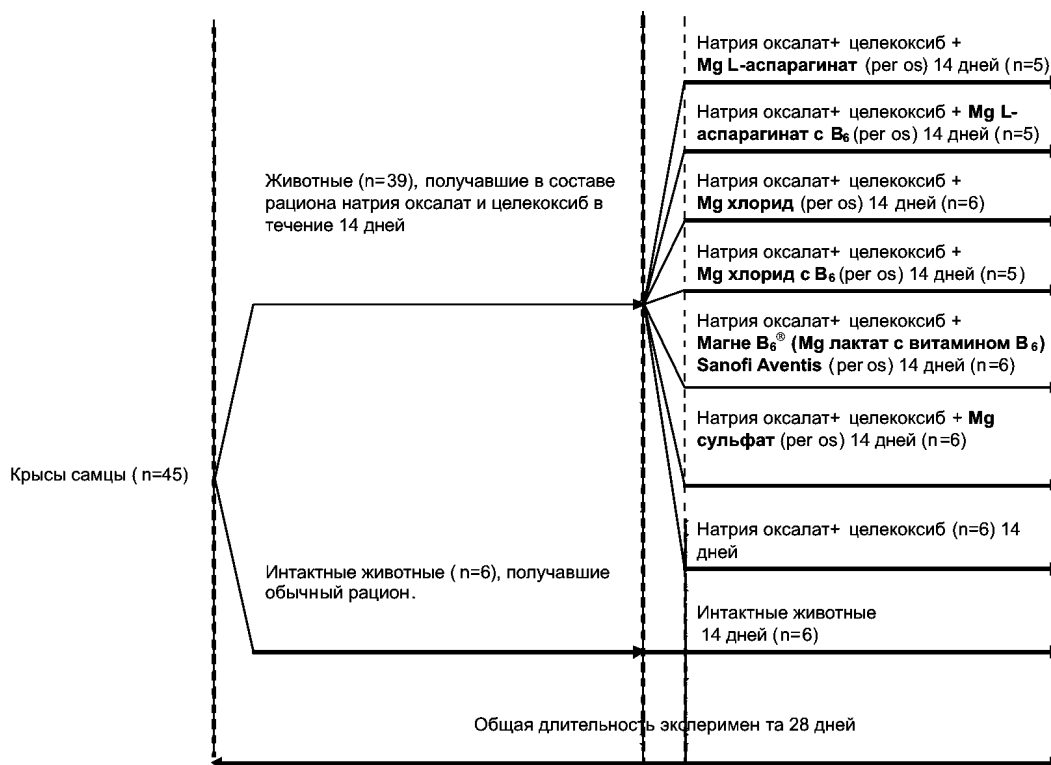 Крысы самцы ( n=45)
Животные (n=39), получавшие в составе
рациона натрия оксалат и целекоксиб в
течение 14 дней
Интактные животные ( n=6), получавшие
обычный рацион.
Натрия оксалат+ целекоксиб +
Mg L-аспарагинат (per os) 14 дней ( n=5)
Натрия оксалат+ целекоксиб + Mg L-
аспарагинат с B₆ (per os) 14 дней (n=5)
Натрия оксалат+ целекоксиб +
Mg хлорид (per os) 14 дней (n=6)
Натрия оксалат+ целекоксиб +
Mg хлорид с B₆ (per os) 14 дней (n=5)
Натрия оксалат+ целекоксиб +
Магне B₆® (Mg лактат с витамином B₆)
Sanofi Aventis (per os) 14 дней (n=6)
Натрия оксалат+ целекоксиб + Mg
сульфат (per os) 14 дней (n=6)
Натрия оксалат+ целекоксиб (n=6) 14
дней
Интактные животные
14 дней (n=6)
Общая длительность эксперимен та 28 дней